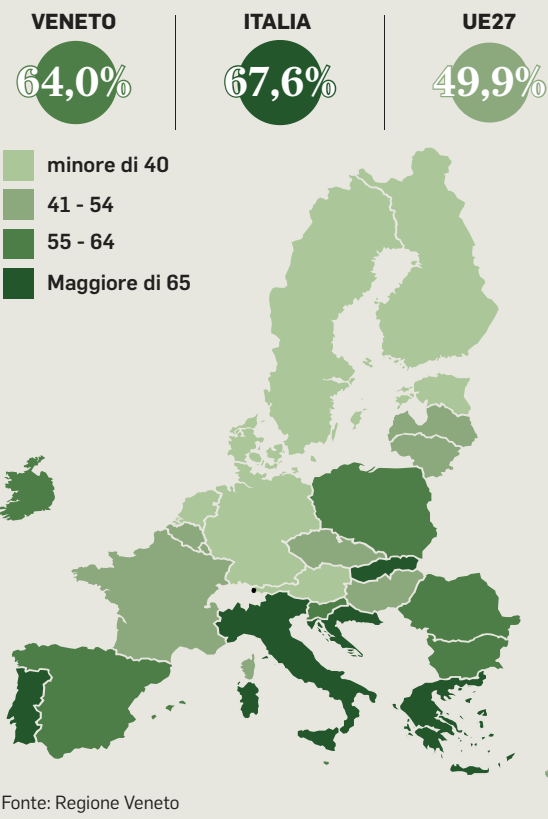 VENETO
64,0%
ITALIA
67,6%
UE27
49,9%
minore di 40
41 - 54
55 - 64
Maggiore di 65
Fonte: Regione Veneto